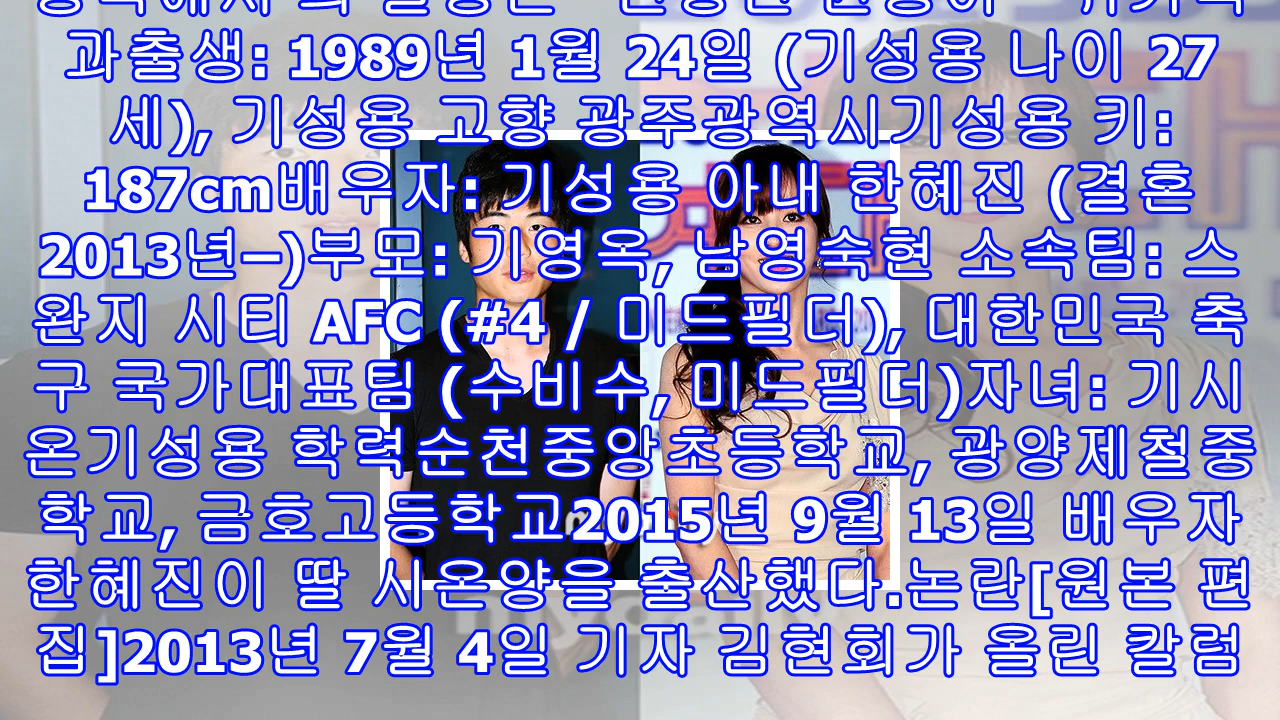 과출생: 1989년 1월 24일 (기성용 나이 27
세), 기성용 고향 광주광역시기성용 키:
187cm배우자: 기성용 아내 한혜진 (결혼
2013년–)부모: 기영옥, 남영숙현 소속팀: 스
완지 시티 AFC (#4 / 미드필더), 대한민국 축
구 국가대표팀 (수비수, 미드필더)자녀: 기시
온기성용 학력순천중앙초등학교, 광양제철중
학교, 금호고등학교2015년 9월 13일 배우자
한혜진이 딸 시온양을 출산했다.논란[원본 편
집]2013년 7월 4일 기자 김현회가 올린 칼럼